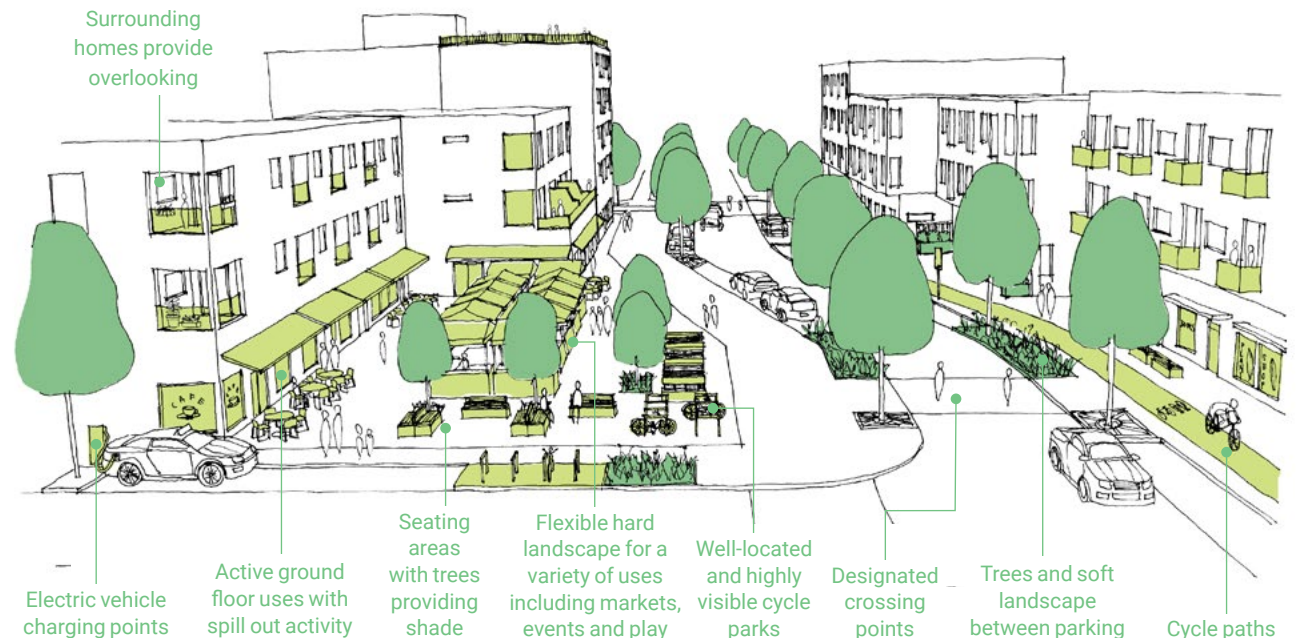 Surrounding
homes provide
overlooking
CAFE
Electric vehicle
charging points
Active ground
floor uses with
spill out activity
Seating
areas
with trees
providing
shade
Flexible hard
landscape for a
variety of uses
including markets,
events and play
Well-located
and highly
visible cycle
parks
Designated
crossing
points
Trees and soft
landscape
between parking
Cycle paths